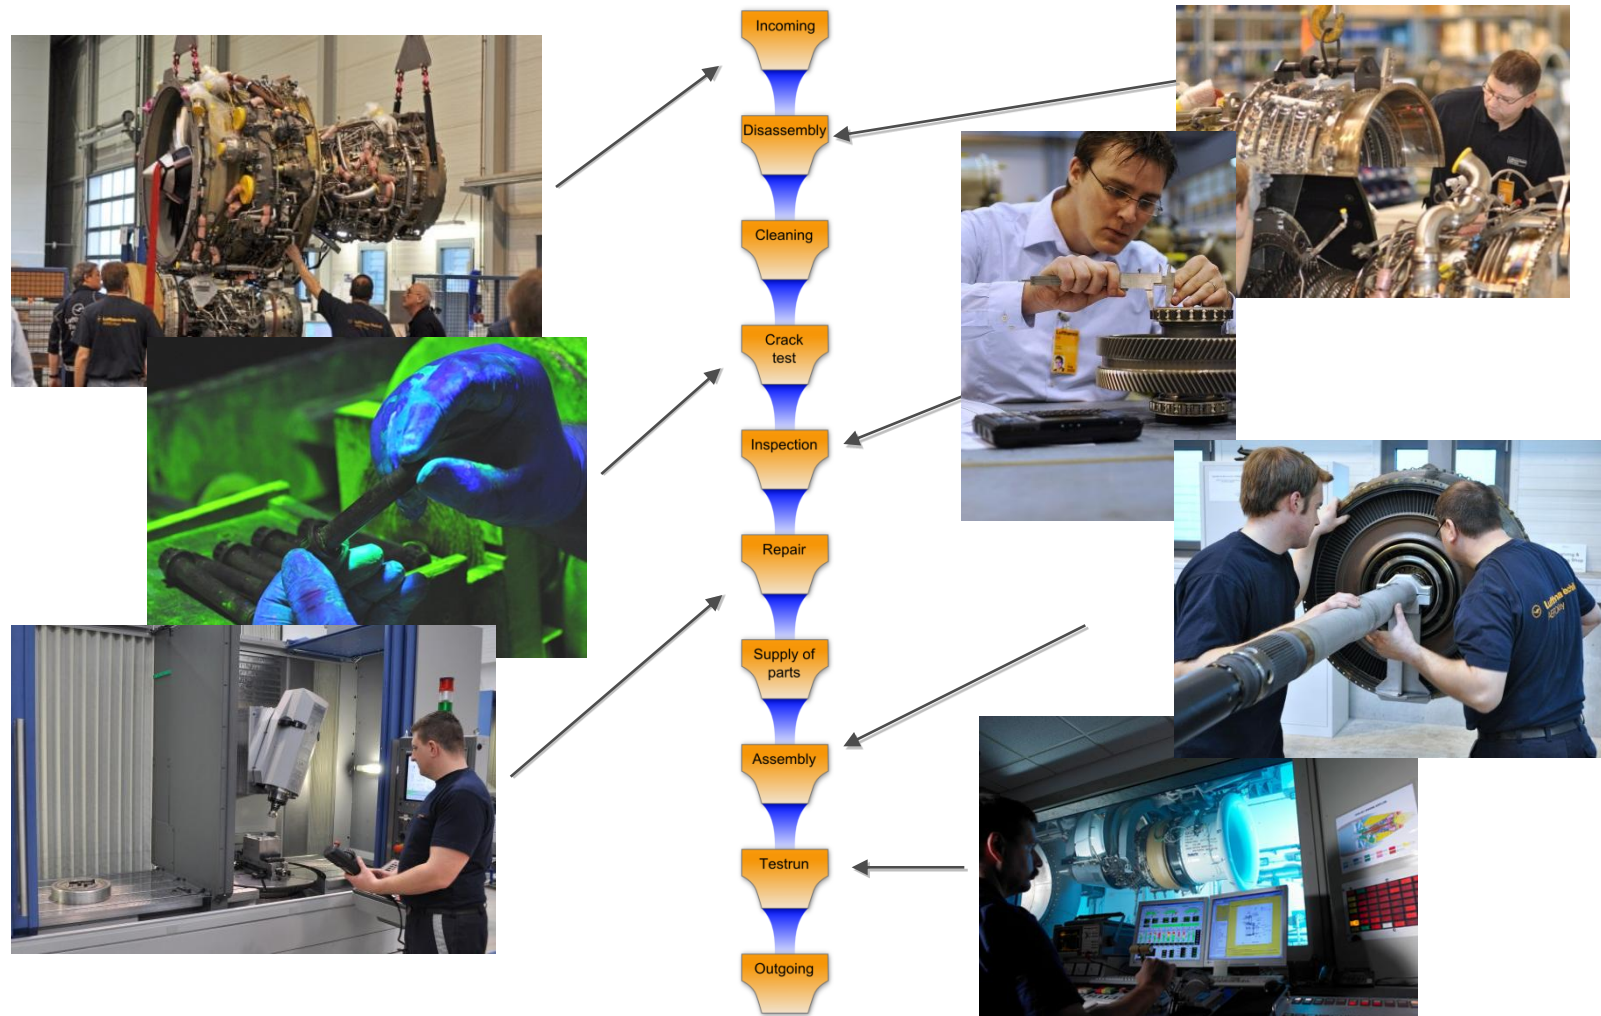 Incoming
Disassembly
Cleaning
Crack
test
Inspection
Repair
Supply of
parts
Assembly
Testrun
Outgoing